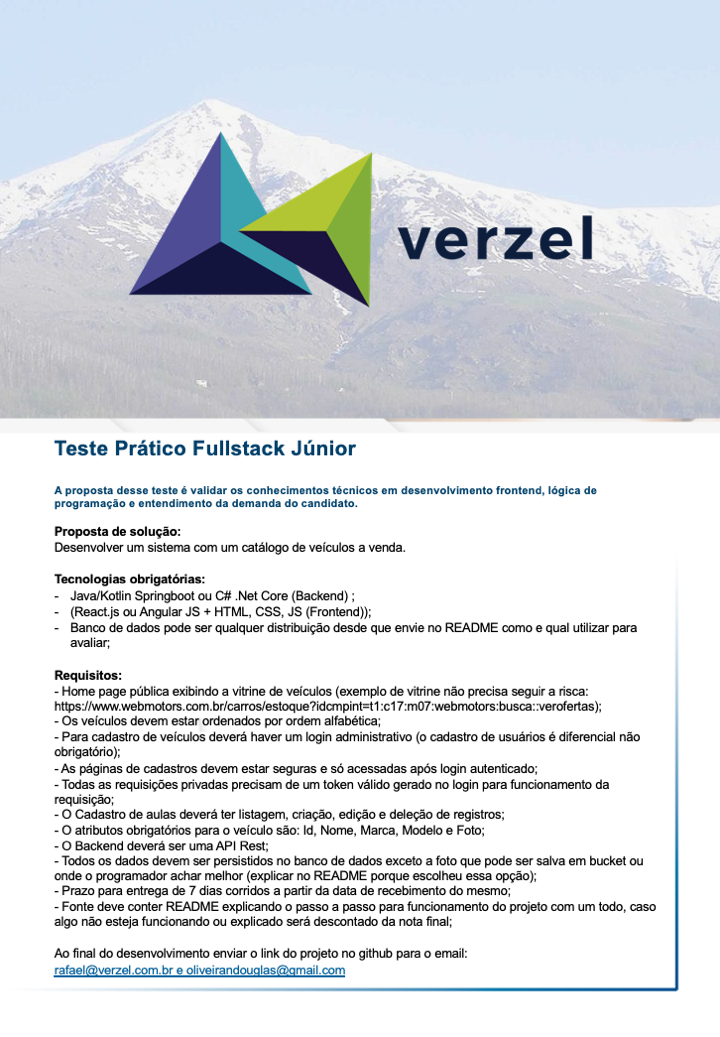 verzel
Teste Prático Fullstack Júnior
A proposta desse teste é validar os conhecimentos técnicos em desenvolvimento frontend, lógica de
programação e entendimento da demanda do candidato.
Proposta de solução:
Desenvolver um sistema com um catálogo de veículos a venda.
Tecnologias obrigatórias:
- Java/Kotlin Springboot ou C# .Net Core (Backend) ;
- (React.js ou Angular JS + HTML, CSS, JS (Frontend));
- Banco de dados pode ser qualquer distribuição desde que envie no README como e qual utilizar para
avaliar;
Requisitos:
- Home page pública exibindo a vitrine de veículos (exemplo de vitrine não precisa seguir a risca:
https://www.webmotors.com.br/carros/estoque?idcmpint=t1:c17:m07:webmotors:busca::verofertas);
- Os veículos devem estar ordenados por ordem alfabética;
- Para cadastro de veículos deverá haver um login administrativo (o cadastro de usuários é diferencial não
obrigatório);
- As páginas de cadastros devem estar seguras e só acessadas após login autenticado;
- Todas as requisições privadas precisam de um token válido gerado no login para funcionamento da
requisição;
- O Cadastro de aulas deverá ter listagem, criação, edição e deleção de registros;
- O atributos obrigatórios para o veículo são: Id, Nome, Marca, Modelo e Foto;
- O Backend deverá ser uma API Rest;
- Todos os dados devem ser persistidos no banco de dados exceto a foto que pode ser salva em bucket ou
onde o programador achar melhor (explicar no README porque escolheu essa opção);
- Prazo para entrega de 7 dias corridos a partir da data de recebimento do mesmo;
- Fonte deve conter README explicando o passo a passo para funcionamento do projeto com um todo, caso
algo não esteja funcionando ou explicado será descontado da nota final;
Ao final do desenvolvimento enviar o link do projeto no github para o email:
rafael@verzel.com.br e oliveirandouglas@gmail.com